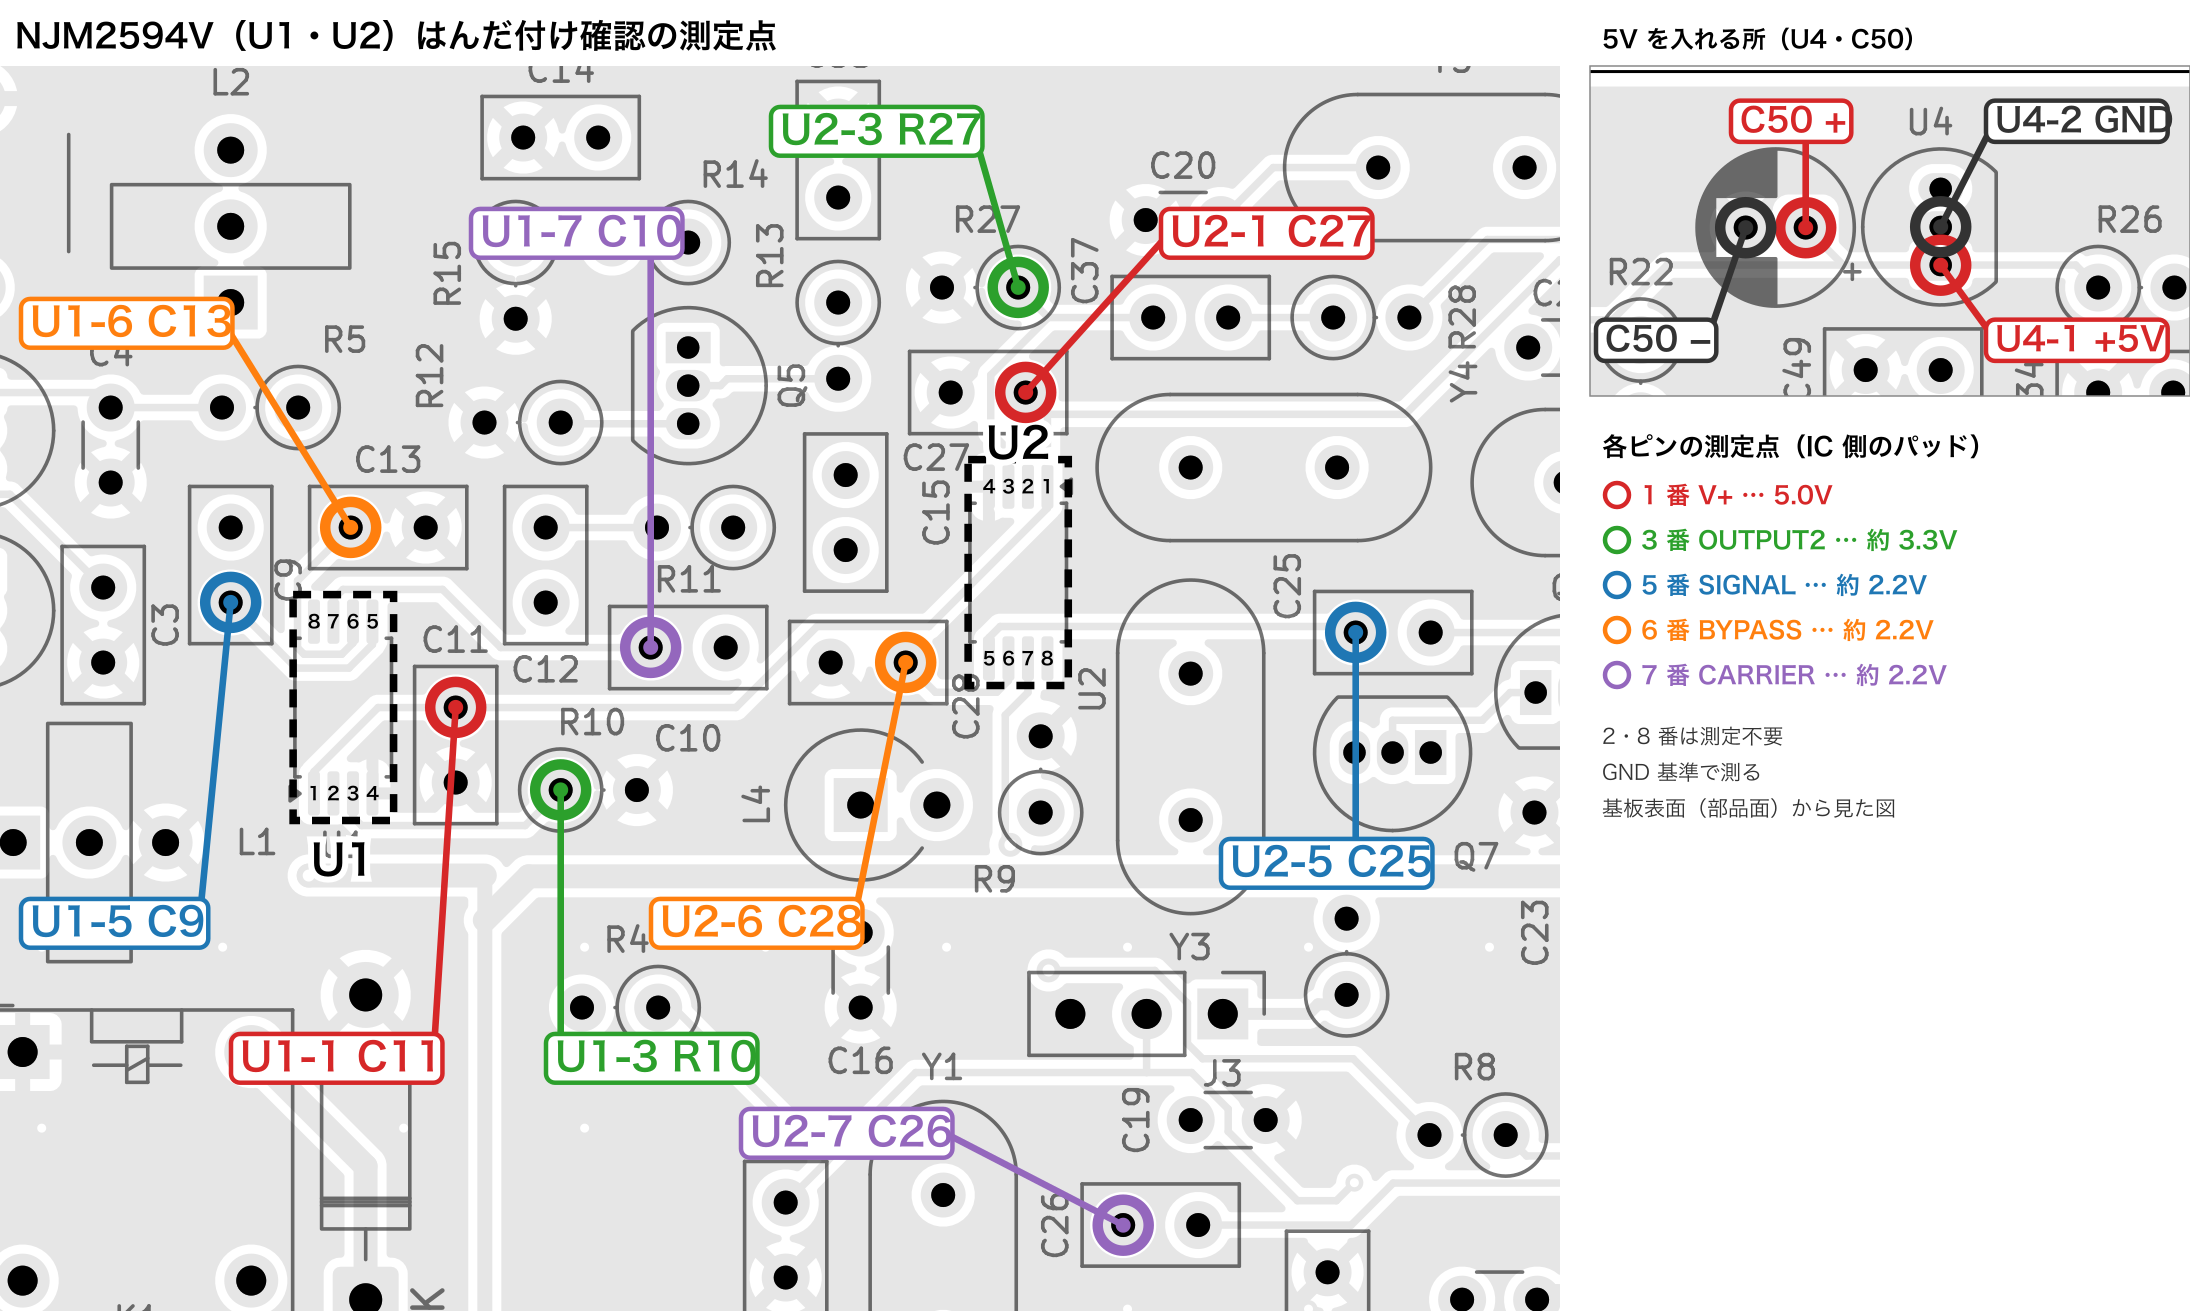 NJM2594V（U1・U2）はんだ付け確認の測定点
L2
C14
U2-3 R27
R14
C20
R27
U1-7 C10
U2-1 C27
R15
R13
C37
U1-6 C13
C4
R5
R12
Q5
R28
Y4
C13
U2
C27
4 3 2 1
C15
C9
R11
C25
C3
8 7 6 5
C11
C12
5 6 7 8
U2
C28
R10
C10
1 2 3 4
L4
L1
U1
R9
U2-5 C25
Q7
U1-5 C9
R4
U2-6 C28
Y3
C23
U1-1 C11
U1-3 R10
C16
Y1
J3
R8
C19
U2-7 C26
C26
K
5V を入れる所（U4・C50）
C50 +
U4
U4-2 GND
R26
R22
+
C50 −
U4-1 +5V
C49
各ピンの測定点（IC 側のパッド）
1 番 V+ … 5.0V
3 番 OUTPUT2 … 約 3.3V
5 番 SIGNAL … 約 2.2V
6 番 BYPASS … 約 2.2V
7 番 CARRIER … 約 2.2V
2・8 番は測定不要
GND 基準で測る
基板表面（部品面）から見た図